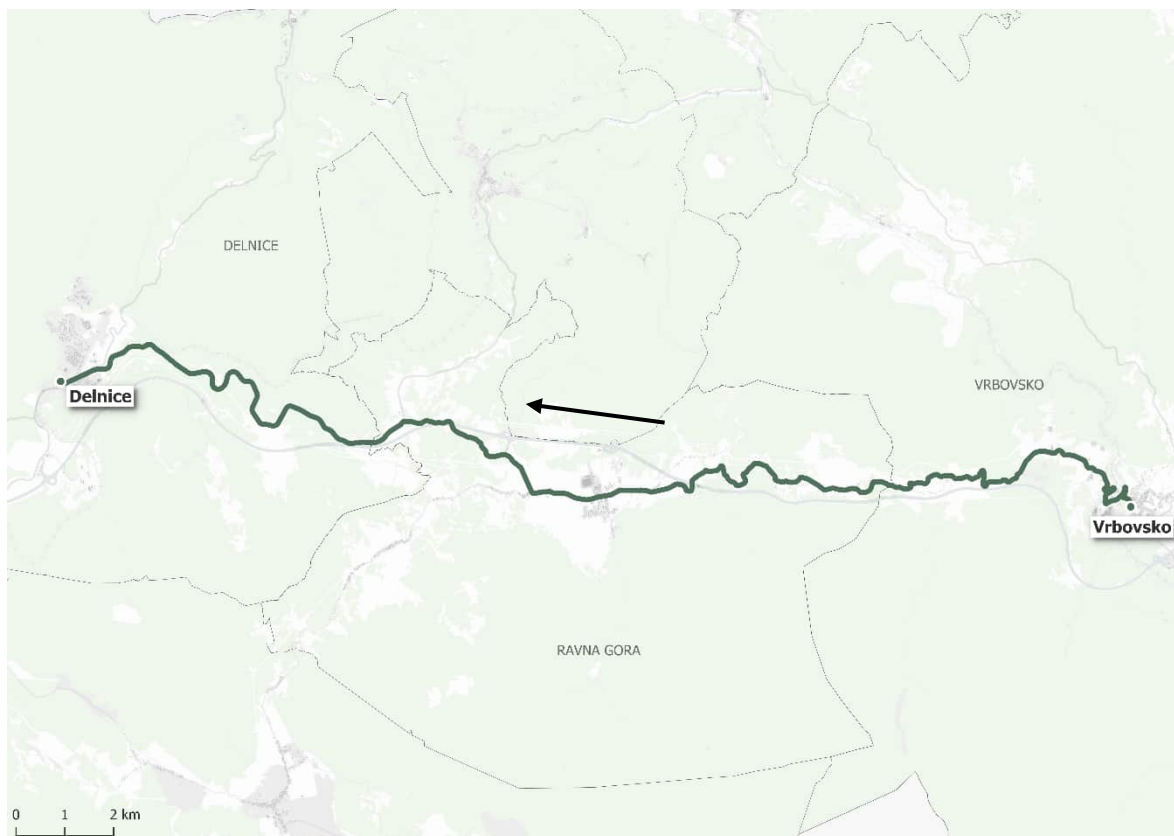 DELNICE
Delnice
VRBOVSKO
Vrbovsko
RAVNA GORA
0 1 2 km